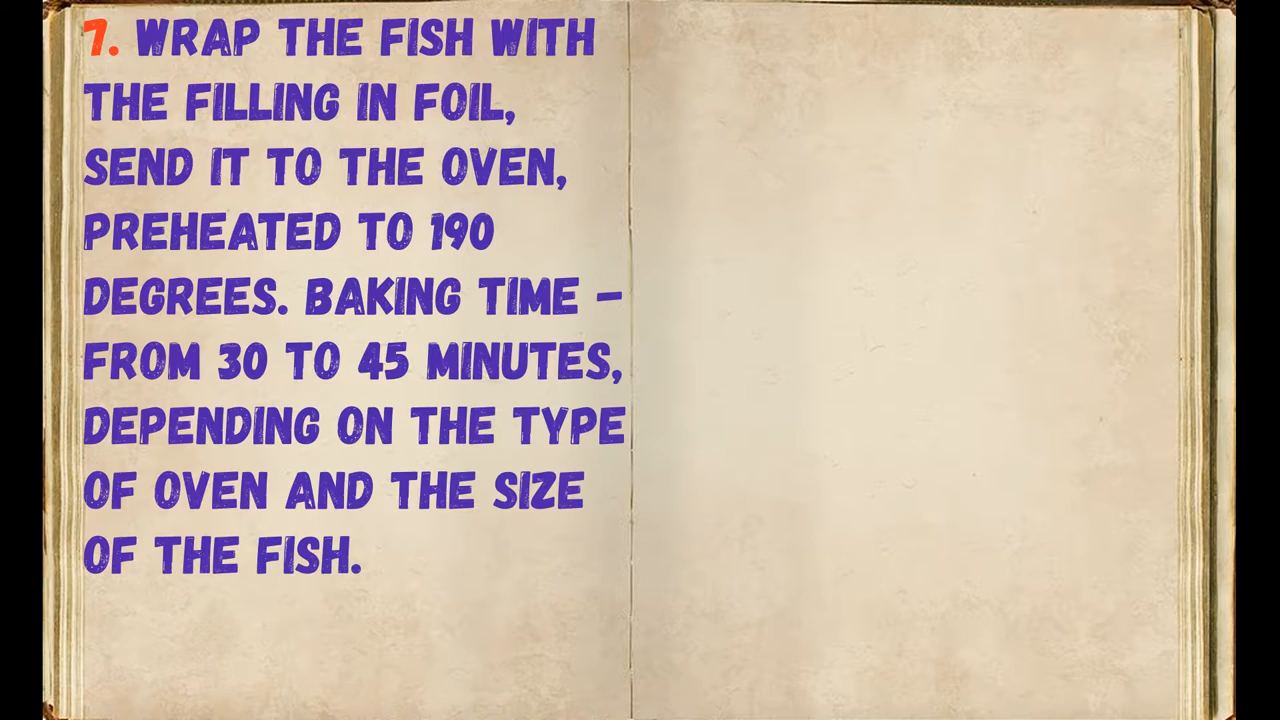 7. WRAP THE FISH WITH
THE FILLING IN FOIL,
SEND IT TO THE OVEN,
PREHEATED TO 190
DEGREES. BAKING TIME –
FROM 30 TO 45 MINUTES,
DEPENDING ON THE TYPE
OF OVEN AND THE SIZE
OF THE FISH.